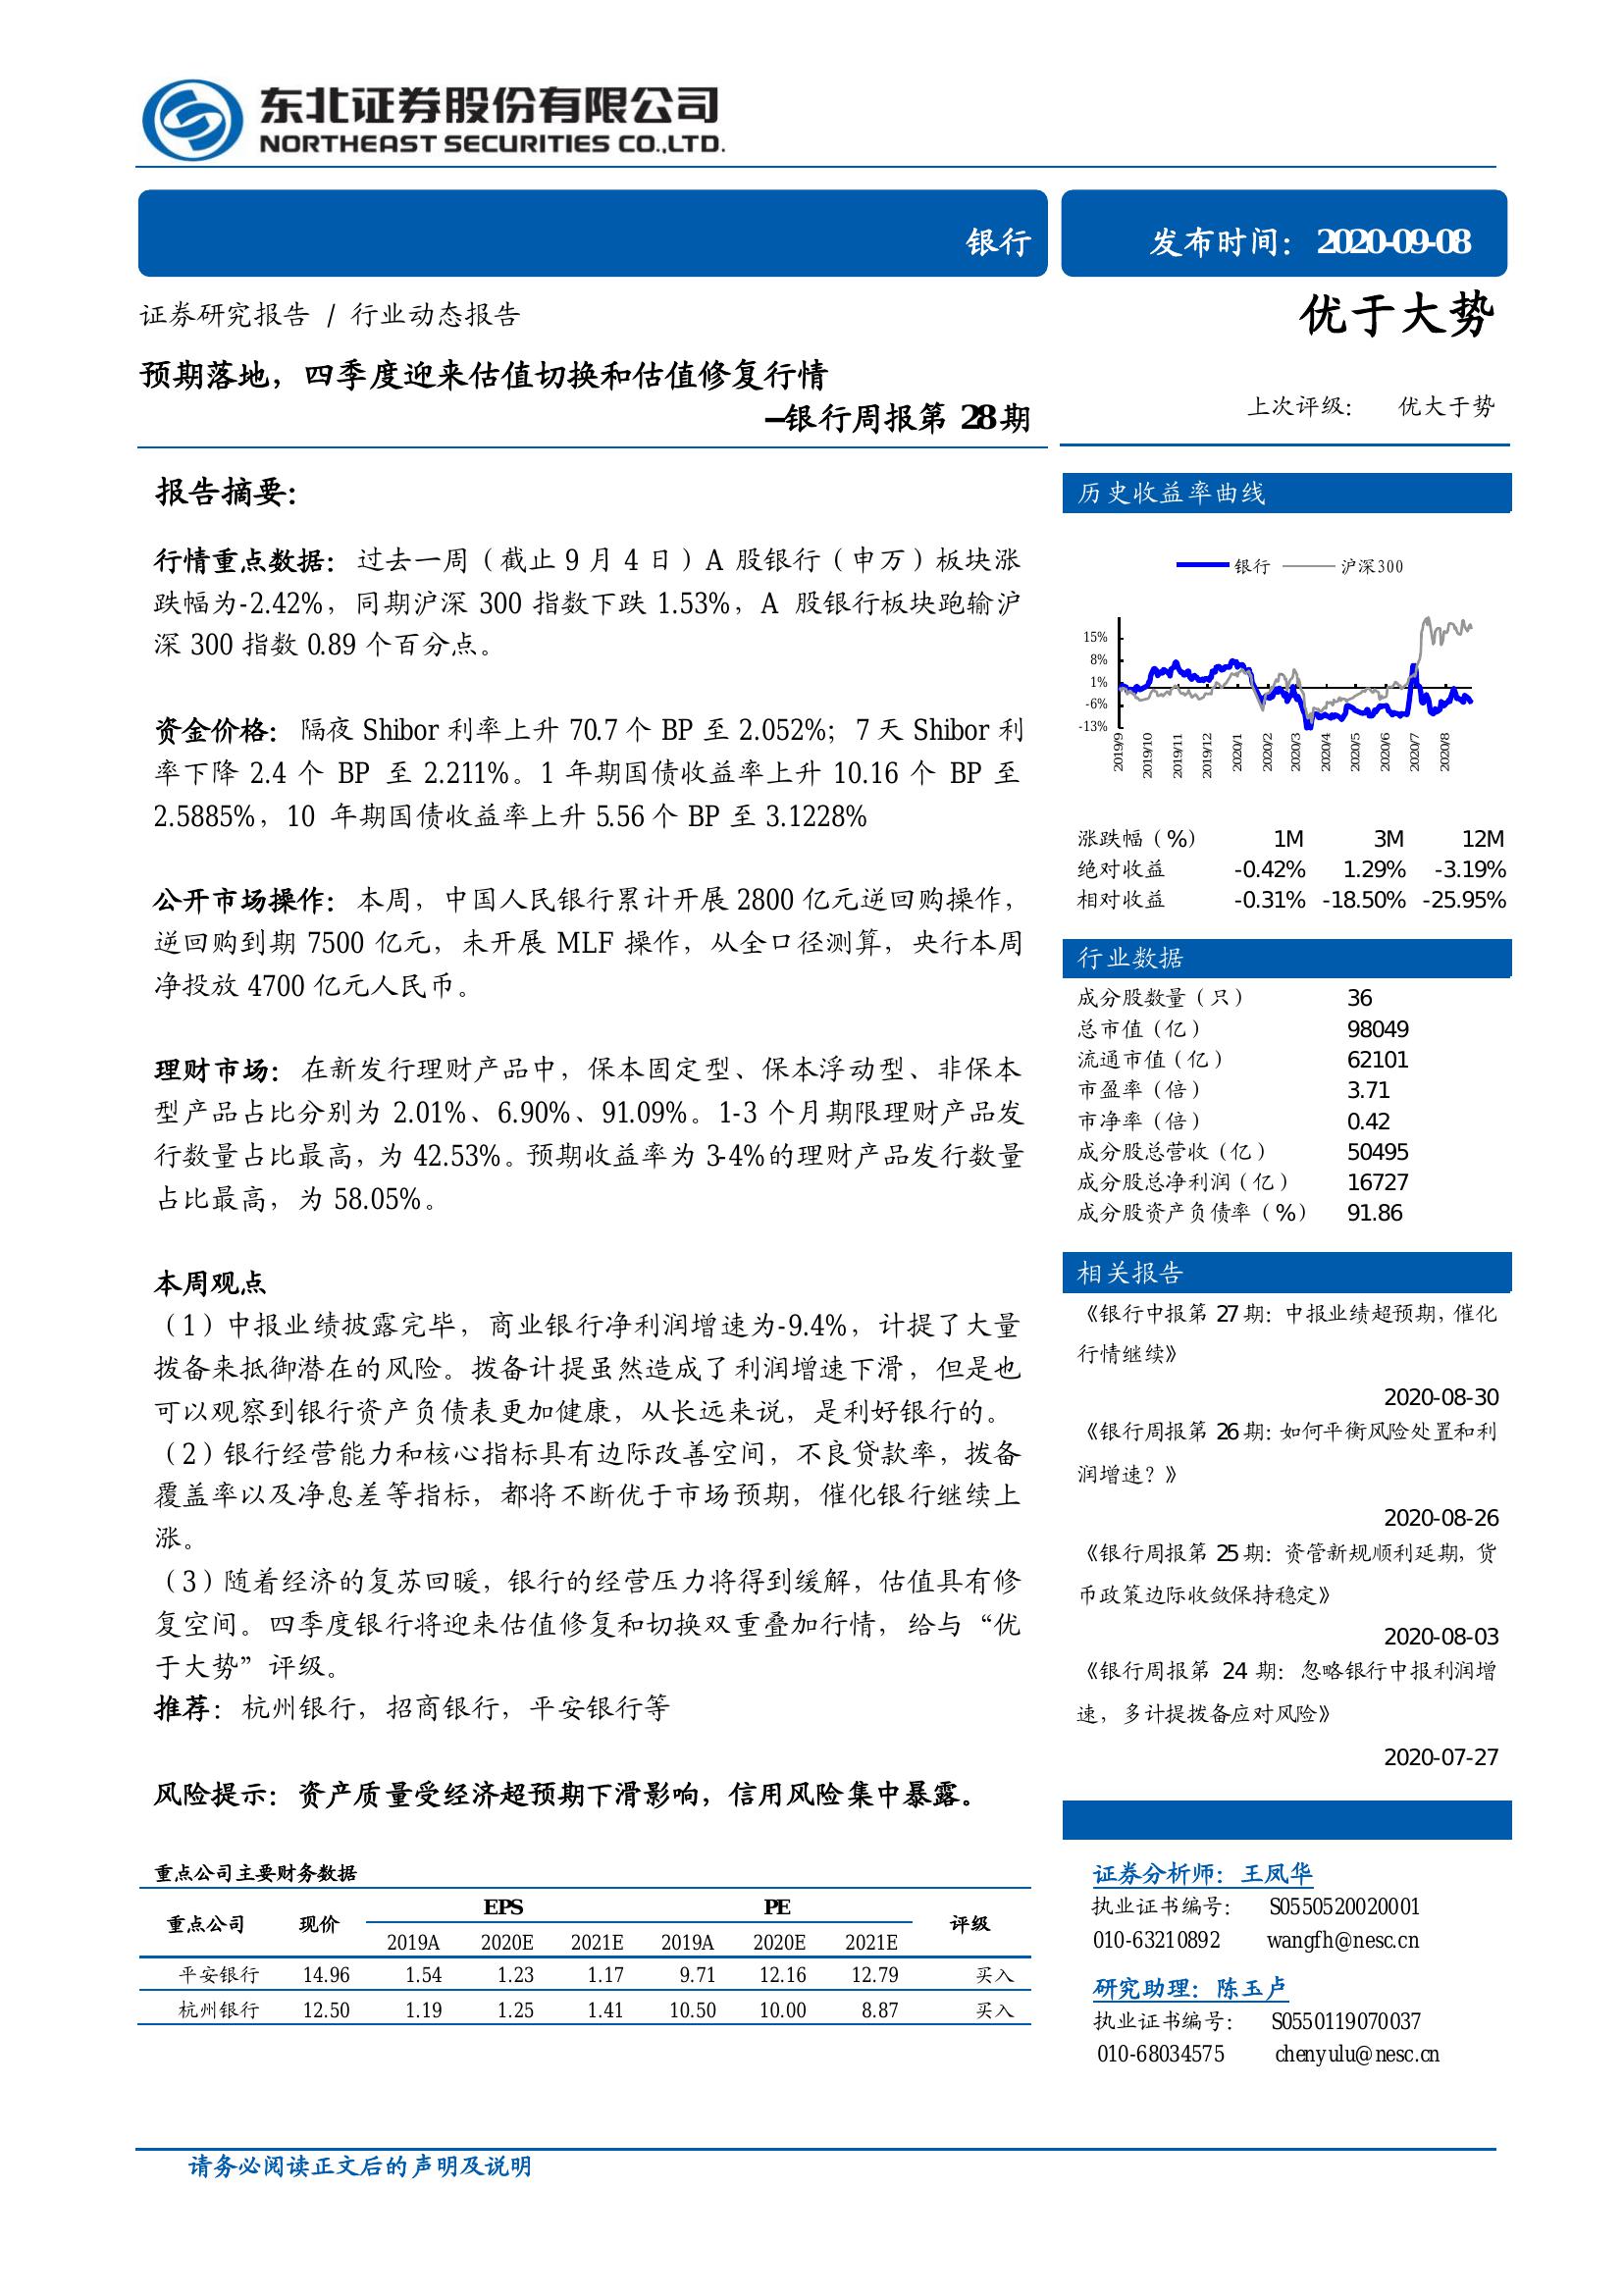 东北证券股份有限公司
NORTHEAST SECURITIES CO.,LTD.
银行
发布时间：2020-09-08
证券研究报告 / 行业动态报告
优于大势
预期落地，四季度迎来估值切换和估值修复行情
--银行周报第 28 期
上次评级： 优大于势
报告摘要：
行情重点数据：过去一周（截止 9 月 4 日）A 股银行（申万）板块涨
跌幅为-2.42%，同期沪深 300 指数下跌 1.53%，A 股银行板块跑输沪
深 300 指数 0.89 个百分点。
资金价格：隔夜 Shibor 利率上升 70.7 个 BP 至 2.052%；7 天 Shibor 利
率下降 2.4 个 BP 至 2.211%。1 年期国债收益率上升 10.16 个 BP 至
2.5885%，10 年期国债收益率上升 5.56 个 BP 至 3.1228%
公开市场操作：本周，中国人民银行累计开展 2800 亿元逆回购操作，
逆回购到期 7500 亿元，未开展 MLF 操作，从全口径测算，央行本周
净投放 4700 亿元人民币。
理财市场：在新发行理财产品中，保本固定型、保本浮动型、非保本
型产品占比分别为 2.01%、6.90%、91.09%。1-3 个月期限理财产品发
行数量占比最高，为 42.53%。预期收益率为 3-4%的理财产品发行数量
占比最高，为 58.05%。
本周观点
（1）中报业绩披露完毕，商业银行净利润增速为-9.4%，计提了大量
拨备来抵御潜在的风险。拨备计提虽然造成了利润增速下滑，但是也
可以观察到银行资产负债表更加健康，从长远来说，是利好银行的。
（2）银行经营能力和核心指标具有边际改善空间，不良贷款率，拨备
覆盖率以及净息差等指标，都将不断优于市场预期，催化银行继续上
涨。
（3）随着经济的复苏回暖，银行的经营压力将得到缓解，估值具有修
复空间。四季度银行将迎来估值修复和切换双重叠加行情，给与“优
于大势”评级。
推荐：杭州银行，招商银行，平安银行等
风险提示：资产质量受经济超预期下滑影响，信用风险集中暴露。
重点公司主要财务数据
重点公司 现价 EPS PE 评级
2019A 2020E 2021E 2019A 2020E 2021E
平安银行 14.96 1.54 1.23 1.17 9.71 12.16 12.79 买入
杭州银行 12.50 1.19 1.25 1.41 10.50 10.00 8.87 买入
历史收益率曲线
银行 沪深300
15%
8%
1%
-6%
-13%
2019/9 2019/10 2019/11 2019/12 2020/1 2020/2 2020/3 2020/4 2020/5 2020/6 2020/7 2020/8
涨跌幅（%） 1M 3M 12M
绝对收益 -0.42% 1.29% -3.19%
相对收益 -0.31% -18.50% -25.95%
行业数据
成分股数量（只） 36
总市值（亿） 98049
流通市值（亿） 62101
市盈率（倍） 3.71
市净率（倍） 0.42
成分股总营收（亿） 50495
成分股总净利润（亿） 16727
成分股资产负债率（%） 91.86
相关报告
《银行中报第 27 期：中报业绩超预期，催化
行情继续》
2020-08-30
《银行周报第 26 期：如何平衡风险处置和利
润增速？》
2020-08-26
《银行周报第 25 期：资管新规顺利延期，货
币政策边际收敛保持稳定》
2020-08-03
《银行周报第 24 期：忽略银行中报利润增
速，多计提拨备应对风险》
2020-07-27
证券分析师：王凤华
执业证书编号： S0550520020001
010-63210892 wangfh@nesc.cn
研究助理：陈玉卢
执业证书编号： S0550119070037
010-68034575 chenyulu@nesc.cn
请务必阅读正文后的声明及说明